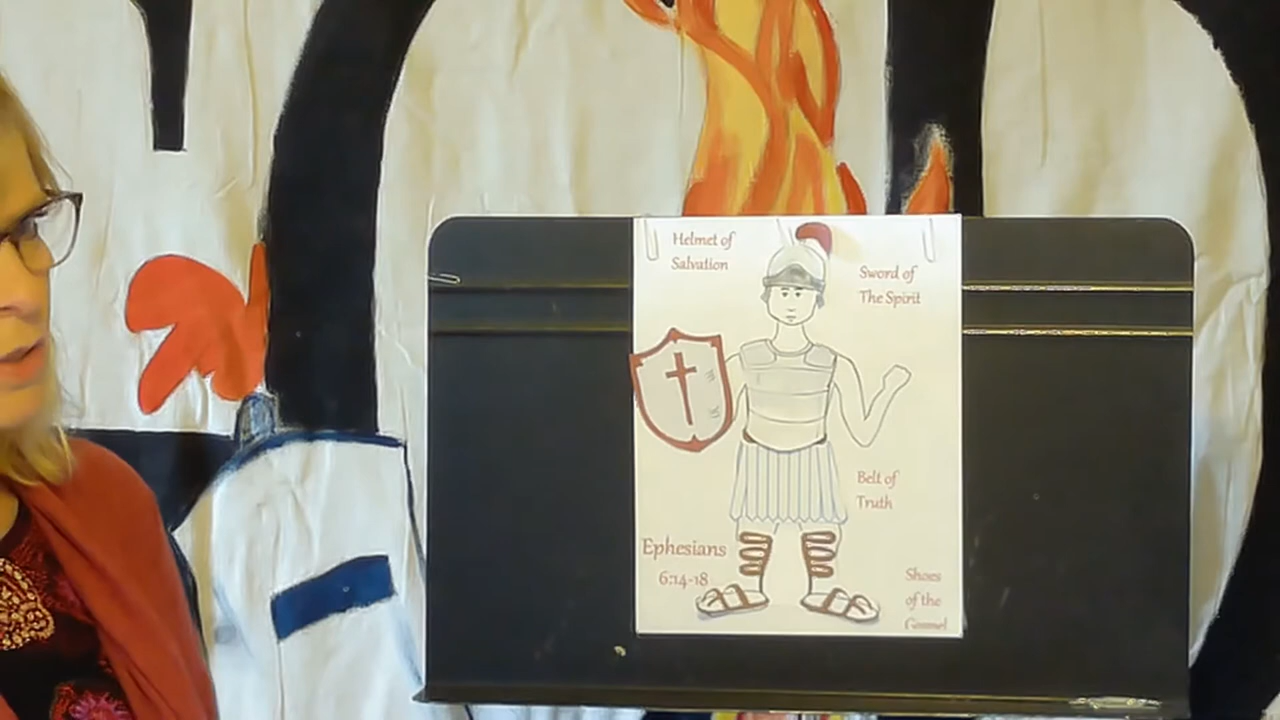 Helmet of
Salvation
Sword of
The Spirit
Belt of
Truth
Ephesians
6:14-18
Shoes
of the
Gospel